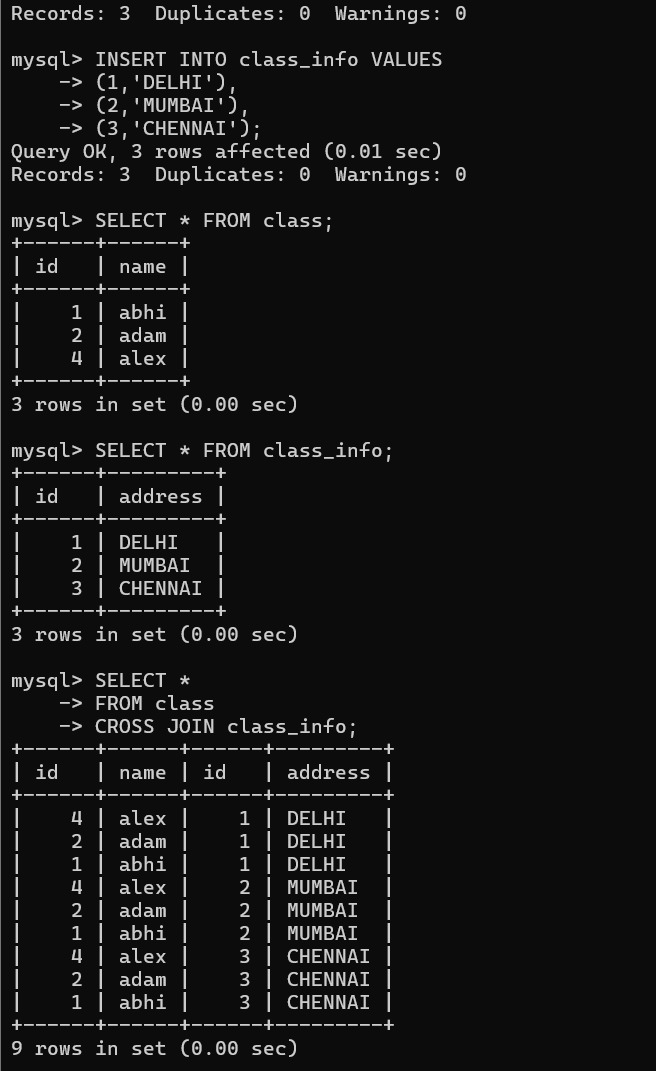 Records: 3  Duplicates: 0  Warnings: 0

mysql> INSERT INTO class_info VALUES
    -> (1,'DELHI'),
    -> (2,'MUMBAI'),
    -> (3,'CHENNAI');
Query OK, 3 rows affected (0.01 sec)
Records: 3  Duplicates: 0  Warnings: 0

mysql> SELECT * FROM class;
+------+------+
| id   | name |
+------+------+
|    1 | abhi |
|    2 | adam |
|    4 | alex |
+------+------+
3 rows in set (0.00 sec)

mysql> SELECT * FROM class_info;
+------+---------+
| id   | address |
+------+---------+
|    1 | DELHI   |
|    2 | MUMBAI  |
|    3 | CHENNAI |
+------+---------+
3 rows in set (0.00 sec)

mysql> SELECT *
    -> FROM class
    -> CROSS JOIN class_info;
+------+------+------+---------+
| id   | name | id   | address |
+------+------+------+---------+
|    4 | alex |    1 | DELHI   |
|    2 | adam |    1 | DELHI   |
|    1 | abhi |    1 | DELHI   |
|    4 | alex |    2 | MUMBAI  |
|    2 | adam |    2 | MUMBAI  |
|    1 | abhi |    2 | MUMBAI  |
|    4 | alex |    3 | CHENNAI |
|    2 | adam |    3 | CHENNAI |
|    1 | abhi |    3 | CHENNAI |
+------+------+------+---------+
9 rows in set (0.00 sec)